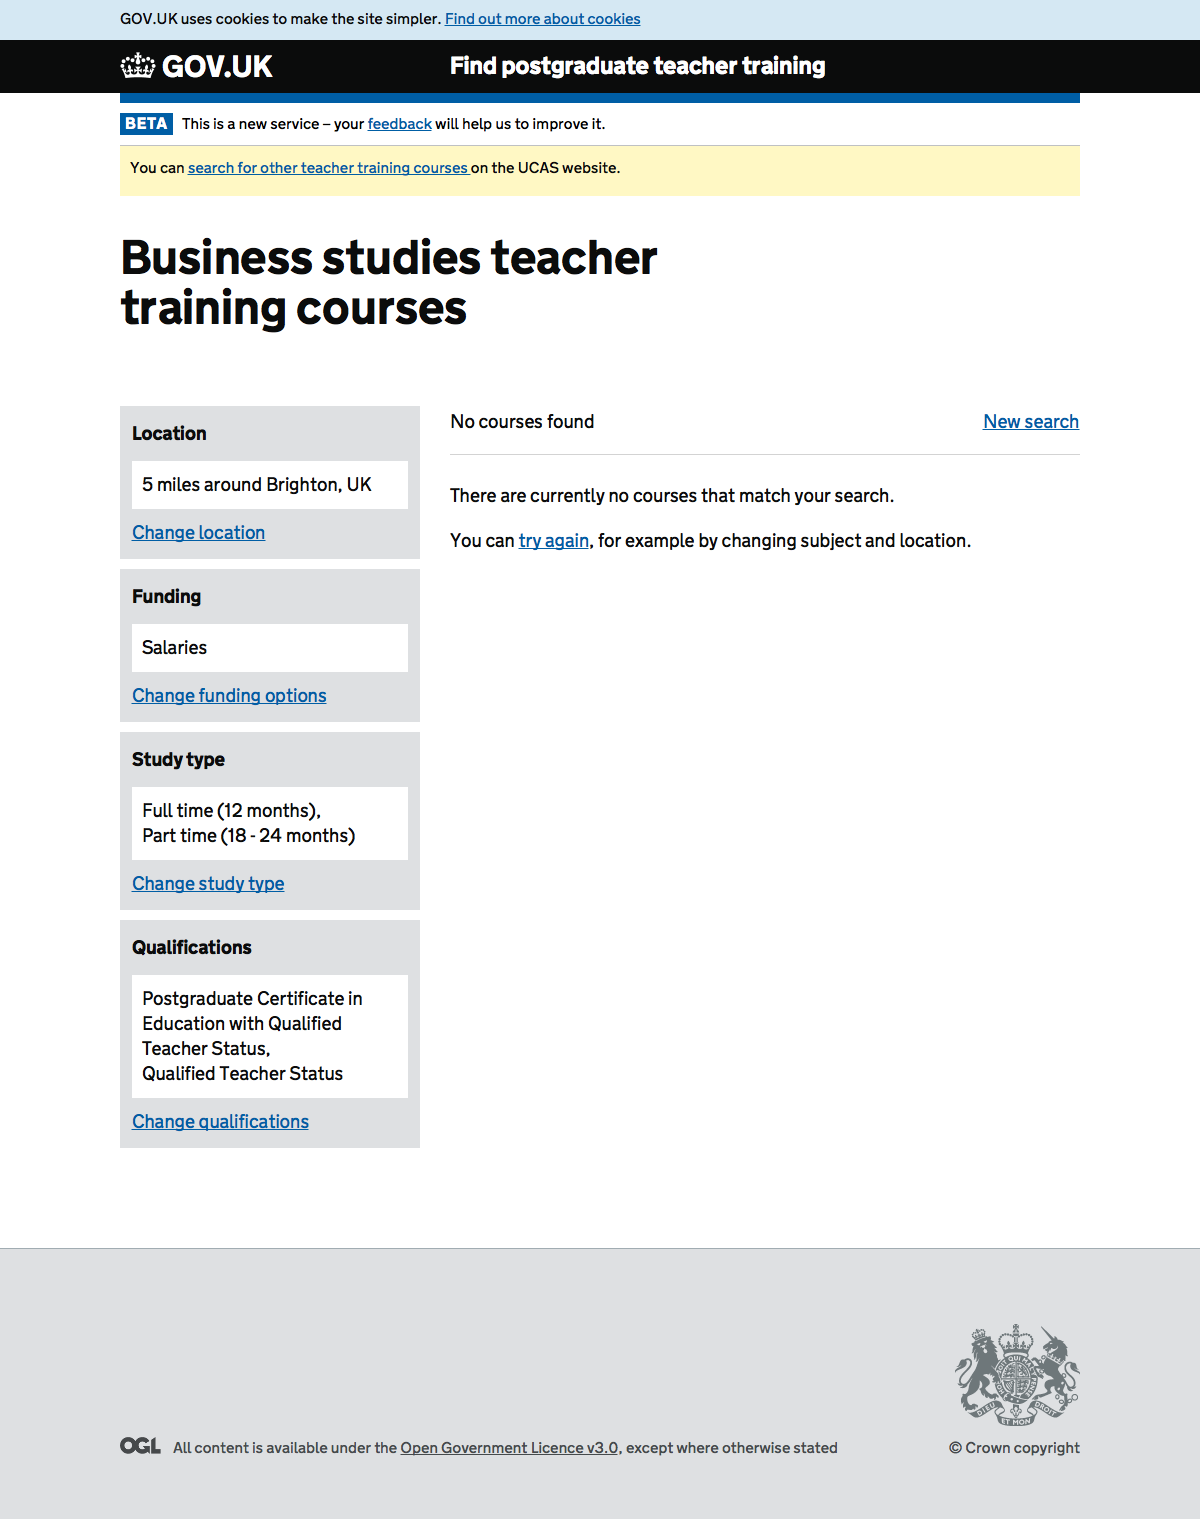 GOV.UK uses cookies to make the site simpler. Find out more about cookies
GOV.UK
Find postgraduate teacher training
BETA This is a new service – your feedback will help us to improve it.
You can search for other teacher training courses on the UCAS website.
Business studies teacher
training courses
Location
5 miles around Brighton, UK
Change location
Funding
Salaries
Change funding options
Study type
Full time (12 months),
Part time (18 - 24 months)
Change study type
Qualifications
Postgraduate Certificate in
Education with Qualified
Teacher Status,
Qualified Teacher Status
Change qualifications
No courses found
New search
There are currently no courses that match your search.
You can try again, for example by changing subject and location.
DIEU ET MON DROIT
OGL All content is available under the Open Government Licence v3.0, except where otherwise stated
© Crown copyright